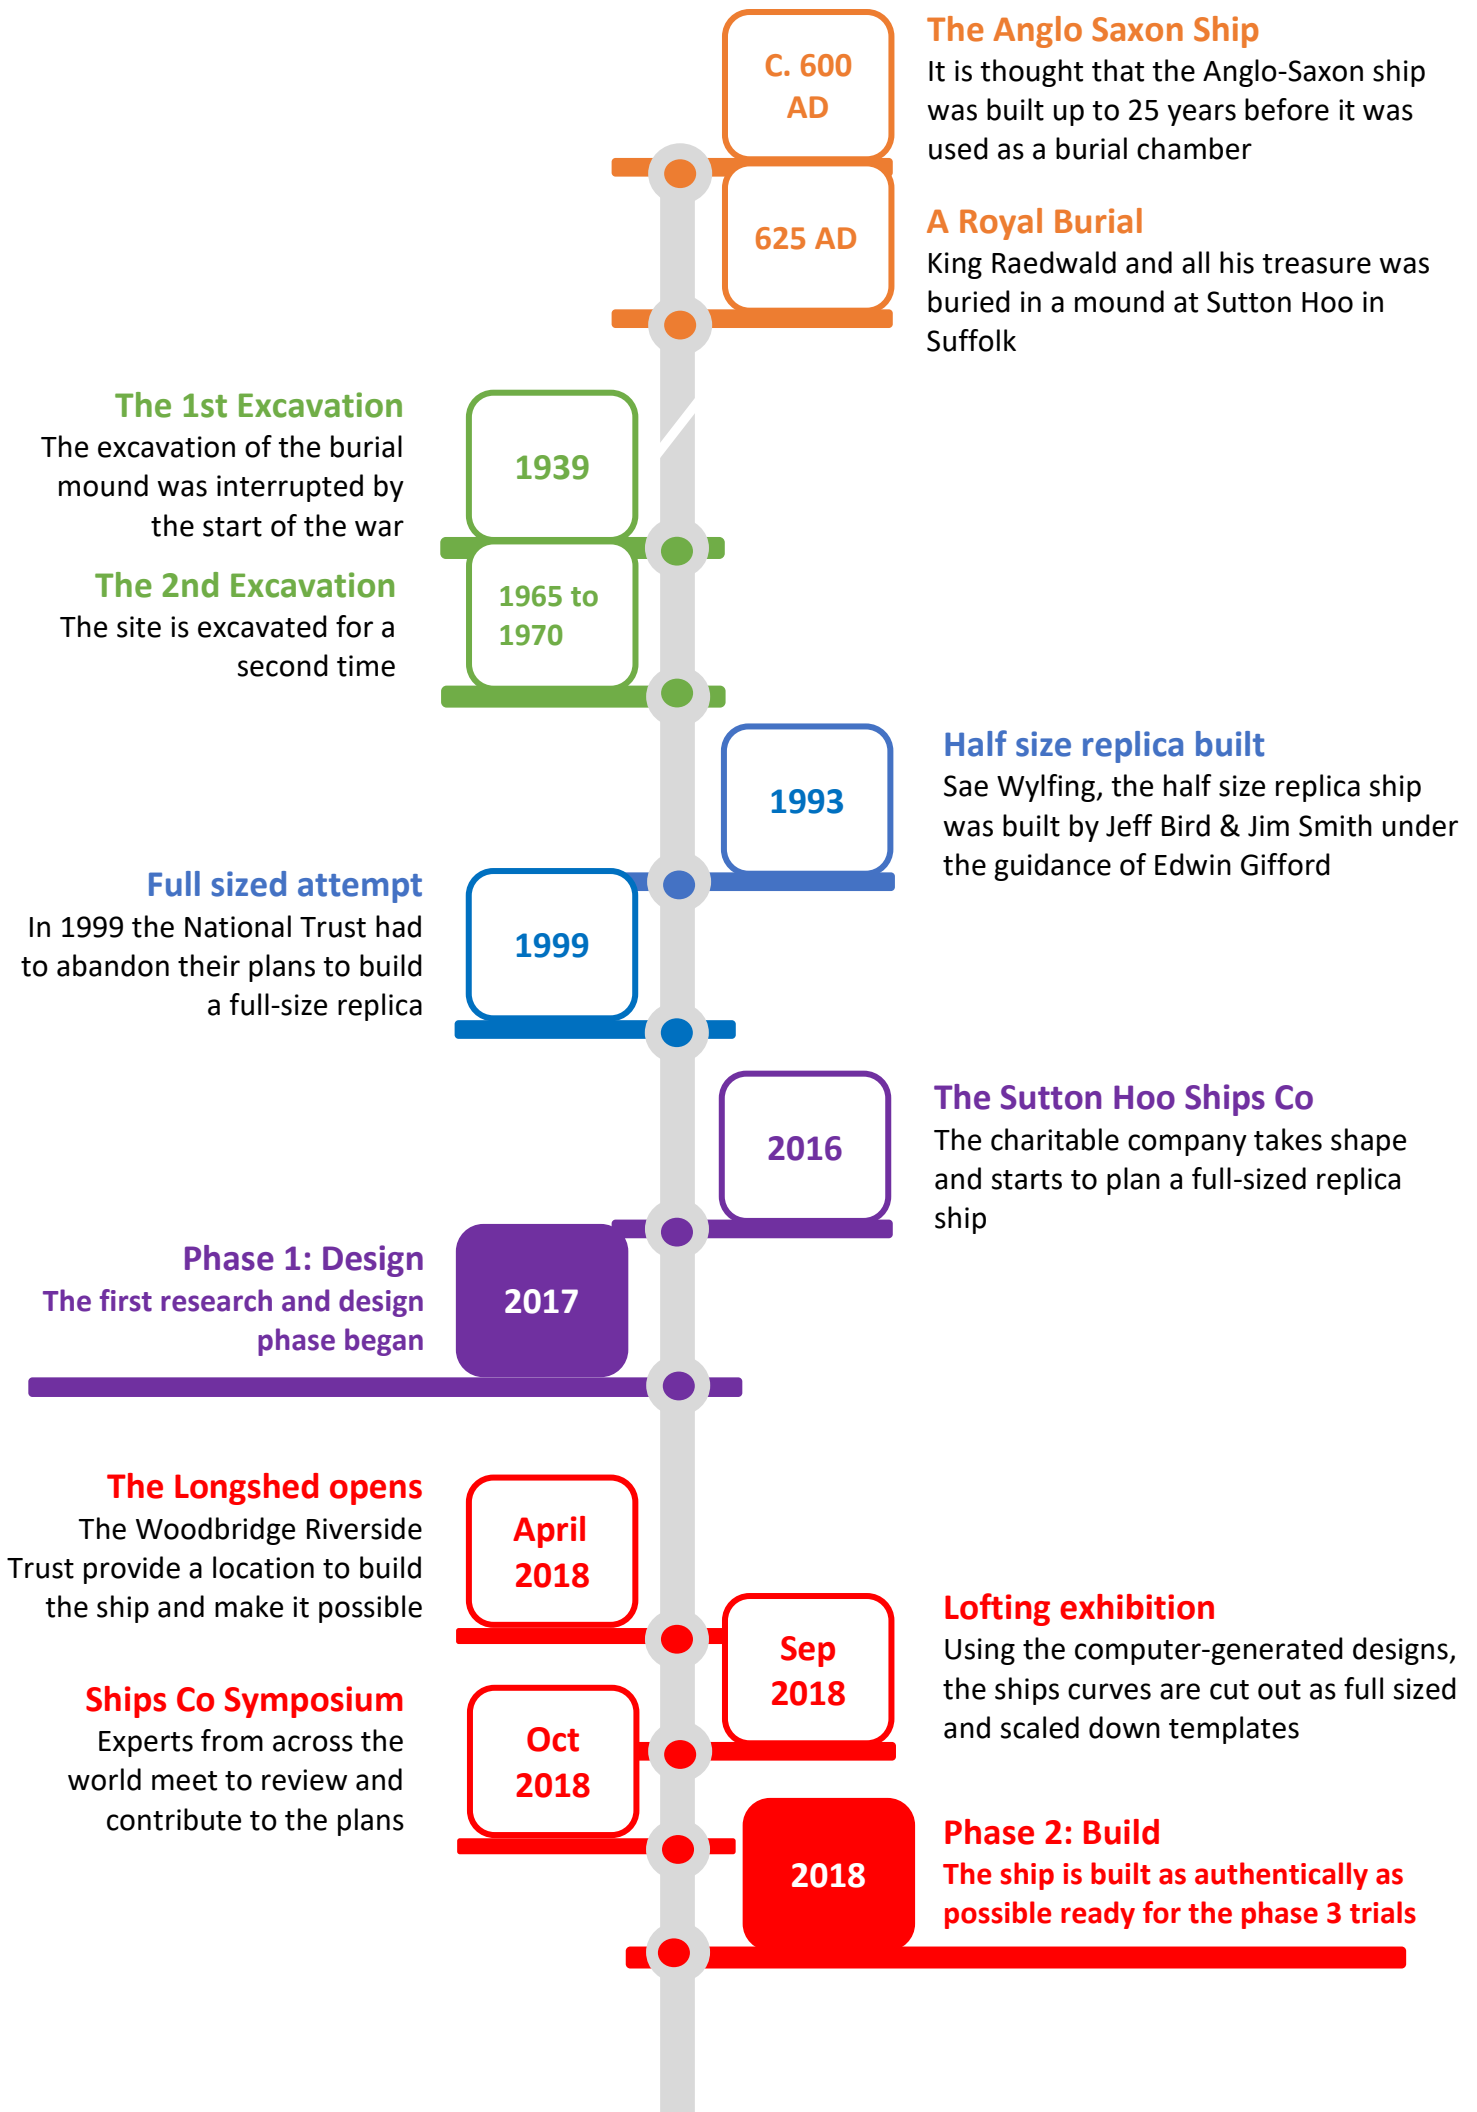 C. 600
AD
The Anglo Saxon Ship
It is thought that the Anglo-Saxon ship
was built up to 25 years before it was
used as a burial chamber
625 AD
A Royal Burial
King Raedwald and all his treasure was
buried in a mound at Sutton Hoo in
Suffolk
The 1st Excavation
The excavation of the burial
mound was interrupted by
the start of the war
1939
The 2nd Excavation
The site is excavated for a
second time
1965 to
1970
1993
Half size replica built
Sae Wylfing, the half size replica ship
was built by Jeff Bird & Jim Smith under
the guidance of Edwin Gifford
Full sized attempt
In 1999 the National Trust had
to abandon their plans to build
a full-size replica
1999
2016
The Sutton Hoo Ships Co
The charitable company takes shape
and starts to plan a full-sized replica
ship
Phase 1: Design
The first research and design
phase began
2017
The Longshed opens
The Woodbridge Riverside
Trust provide a location to build
the ship and make it possible
April
2018
Sep
2018
Lofting exhibition
Using the computer-generated designs,
the ships curves are cut out as full sized
and scaled down templates
Ships Co Symposium
Experts from across the
world meet to review and
contribute to the plans
Oct
2018
2018
Phase 2: Build
The ship is built as authentically as
possible ready for the phase 3 trials